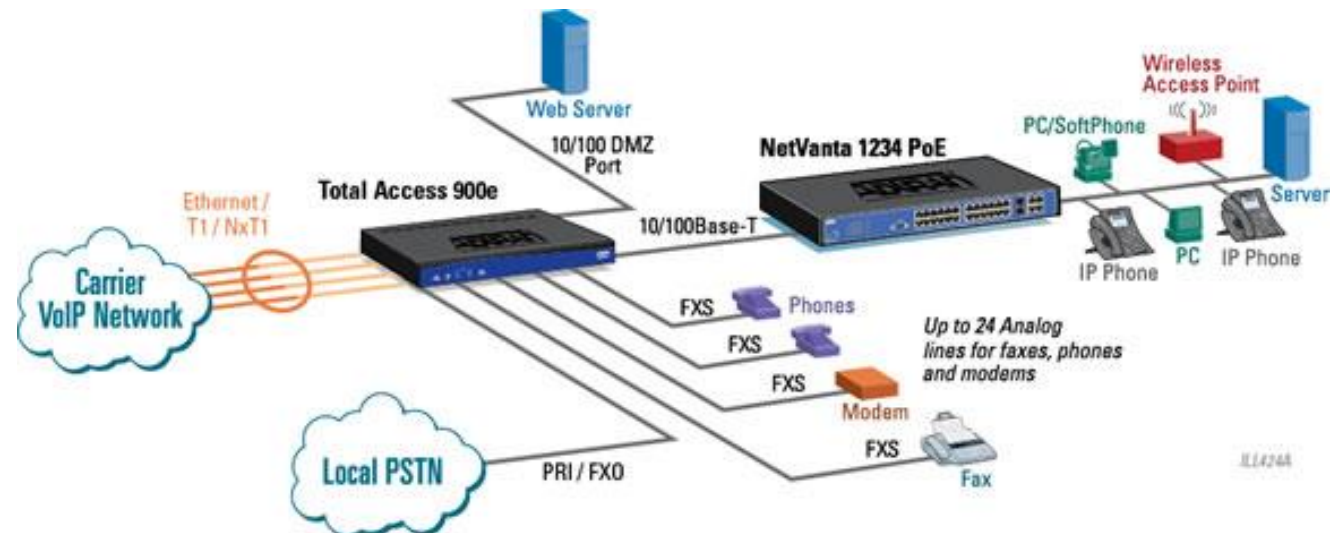 Web Server
10/100 DMZ
Port
Total Access 900e
Ethernet /
T1 / NxT1
Carrier
VoIP Network
10/100Base-T
NetVanta 1234 PoE
PC/SoftPhone
Wireless
Access Point
Server
IP Phone
PC
IP Phone
FXS
Phones
FXS
FXS
Modem
FXS
Fax
Up to 24 Analog
lines for faxes, phones
and modems
Local PSTN
PRI / FXO
ILL424A